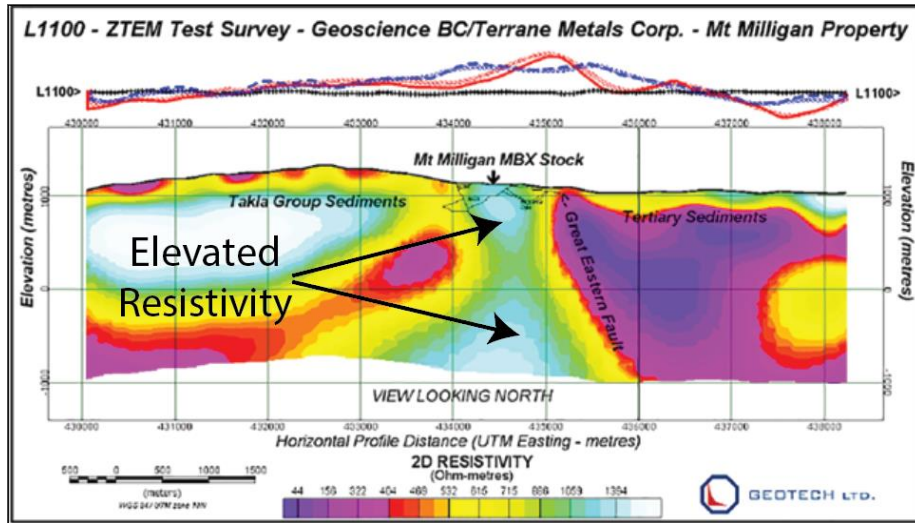 L1100 - ZTEM Test Survey - Geoscience BC/Terrane Metals Corp. - Mt Milligan Property
L1100> L1100>
430000 431000 432000 433000 434000 435000 436000 437000 438000
Mt Milligan MBX Stock
Elevation (metres)
1000
0
-1000
Takla Group Sediments
Tertiary Sediments
<- Great Eastern Fault
Elevated
Resistivity
Elevation (metres)
1000
0
-1000
VIEW LOOKING NORTH
430000 431000 432000 433000 434000 435000 436000 437000 438000
Horizontal Profile Distance (UTM Easting - metres)
500 0 500 1000 1500
(meters)
2D RESISTIVITY
(Ohm-metres)
44 156 322 404 532 615 715 1059
GEOTECH LTD.